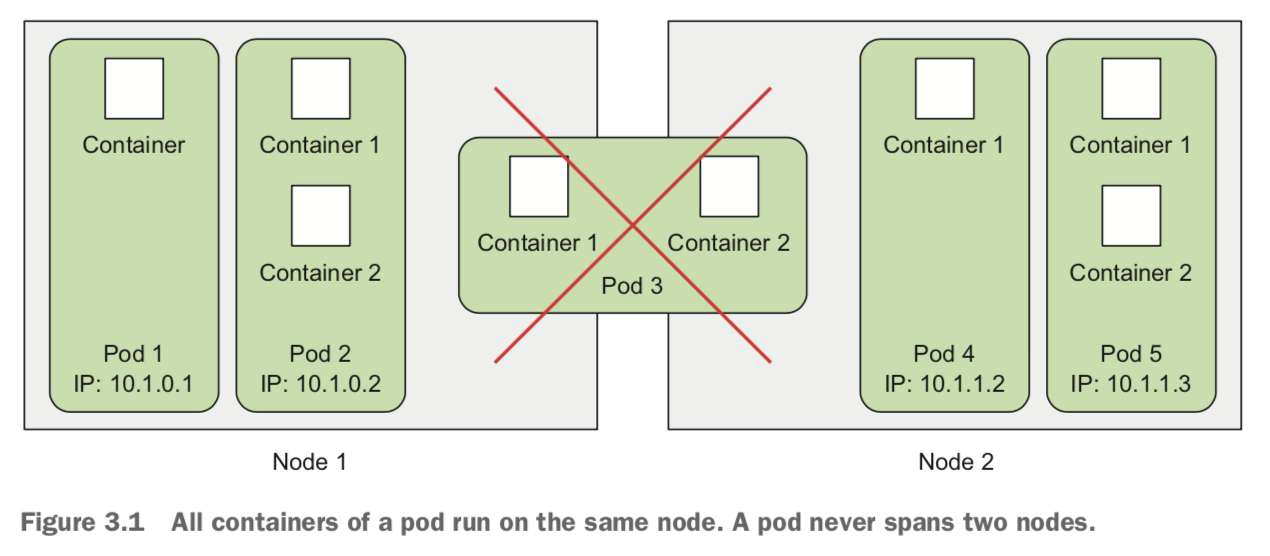 Container
Container 1
Container 2
Pod 1
IP: 10.1.0.1
Pod 2
IP: 10.1.0.2
Container 1
Container 2
Pod 3
Container 1
Pod 4
IP: 10.1.1.2
Container 1
Container 2
Pod 5
IP: 10.1.1.3
Node 1
Node 2
Figure 3.1 All containers of a pod run on the same node. A pod never spans two nodes.